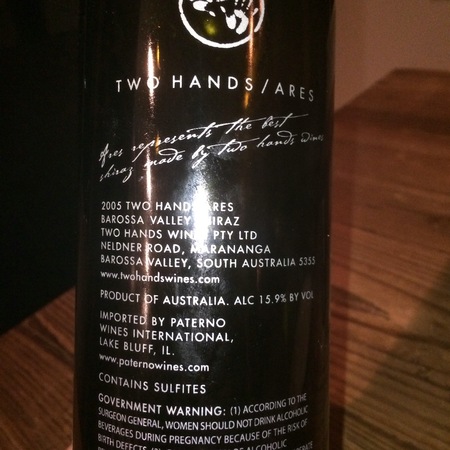 TWO HANDS / ARES
Ares represents the best
shiraz made by two hands wines
2005 TWO HANDS ARES
BAROSSA VALLEY SHIRAZ
TWO HANDS WINES PTY LTD
NELDNER ROAD, MARANANGA
BAROSSA VALLEY, SOUTH AUSTRALIA 5355
www.twohandswines.com
PRODUCT OF AUSTRALIA. ALC 15.9% BY VOL
IMPORTED BY PATERNO
WINES INTERNATIONAL,
LAKE BLUFF, IL.
www.paternowines.com
CONTAINS SULFITES
GOVERNMENT WARNING: (1) ACCORDING TO THE
SURGEON GENERAL, WOMEN SHOULD NOT DRINK ALCOHOLIC
BEVERAGES DURING PREGNANCY BECAUSE OF THE RISK OF
BIRTH DEFECTS. ALCOHOLIC